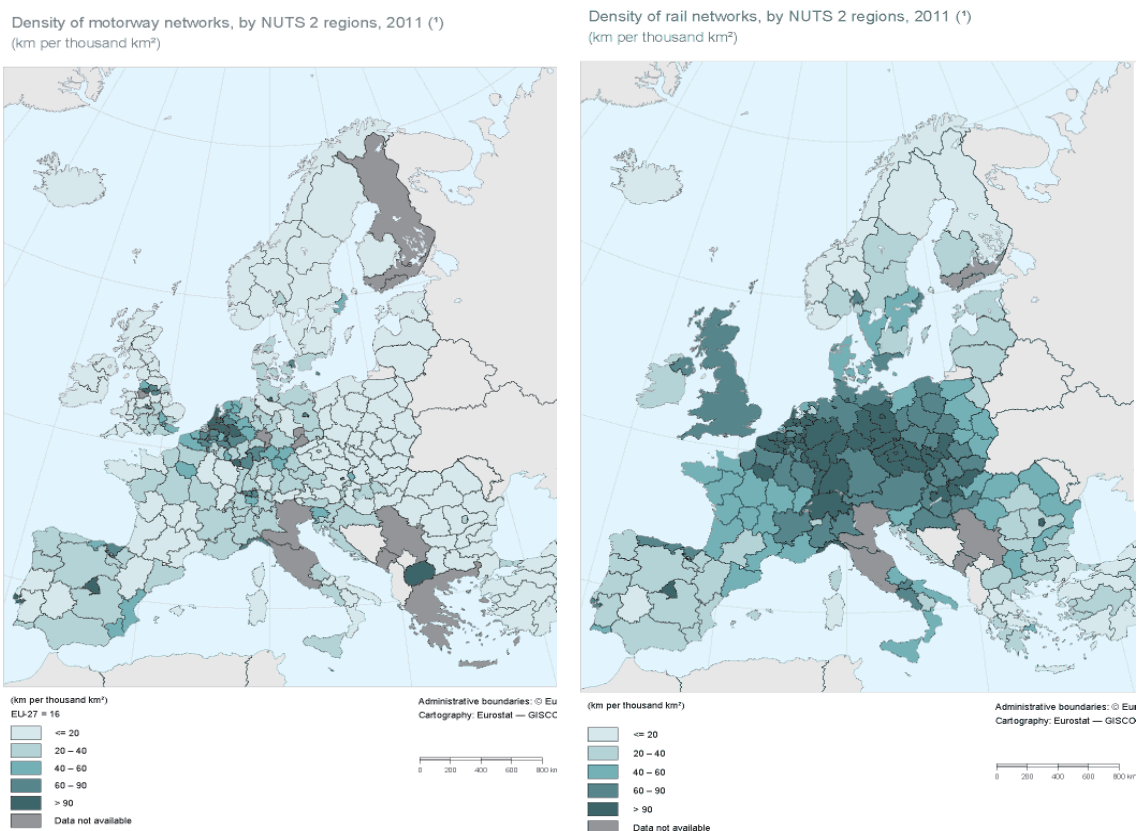 Density of motorway networks, by NUTS 2 regions, 2011 (¹)
(km per thousand km²)
Density of rail networks, by NUTS 2 regions, 2011 (¹)
(km per thousand km²)
(km per thousand km²)
EU-27 = 16
<= 20
20 – 40
40 – 60
60 – 90
> 90
Data not available
Administrative boundaries: © Eu
Cartography: Eurostat — GISCO
0 200 400 600 800 km
(km per thousand km²)
<= 20
20 – 40
40 – 60
60 – 90
> 90
Data not available
Administrative boundaries: © Eu
Cartography: Eurostat — GISCO
0 200 400 600 800 km